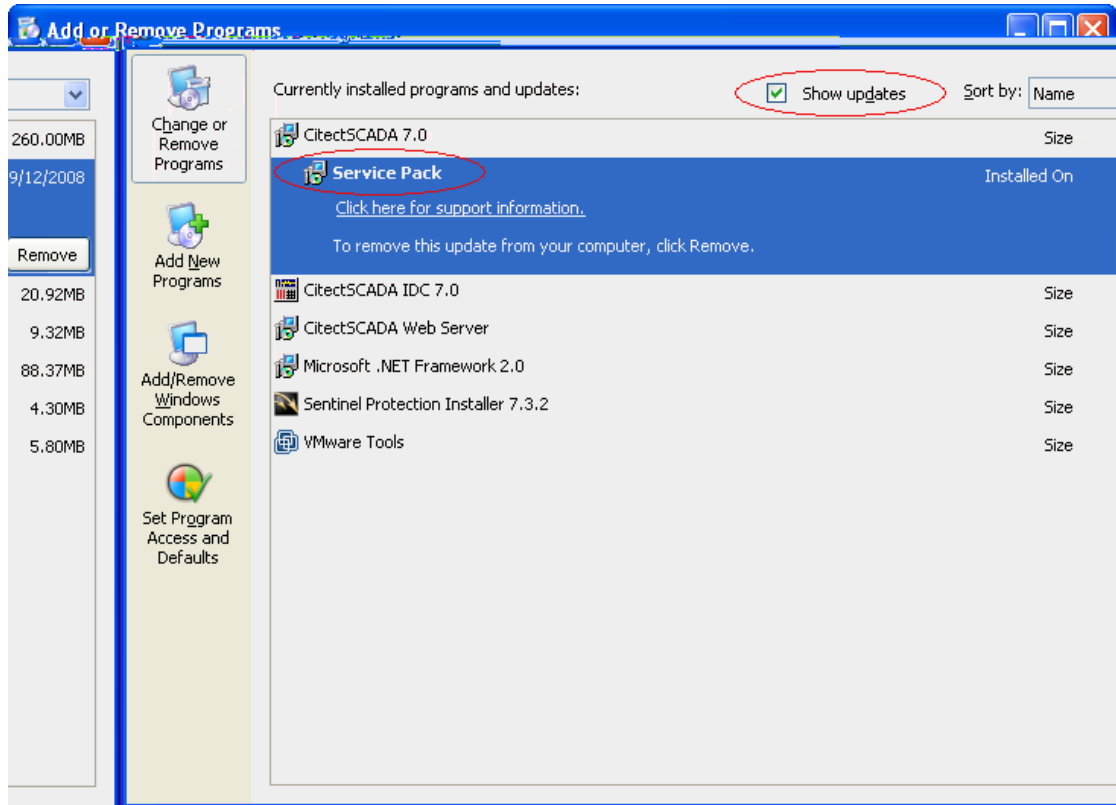 Add or Remove Programs
Currently installed programs and updates:
Show updates
Sort by: Name
Change or
Remove
Programs
Add New
Programs
Add/Remove
Windows
Components
Set Program
Access and
Defaults
CitectSCADA 7.0
Size
260.00MB
Service Pack
Installed On
9/12/2008
Click here for support information.
To remove this update from your computer, click Remove.
Remove
CitectSCADA IDC 7.0
Size
20.92MB
CitectSCADA Web Server
Size
9.32MB
Microsoft .NET Framework 2.0
Size
88.37MB
Sentinel Protection Installer 7.3.2
Size
4.30MB
VMware Tools
Size
5.80MB